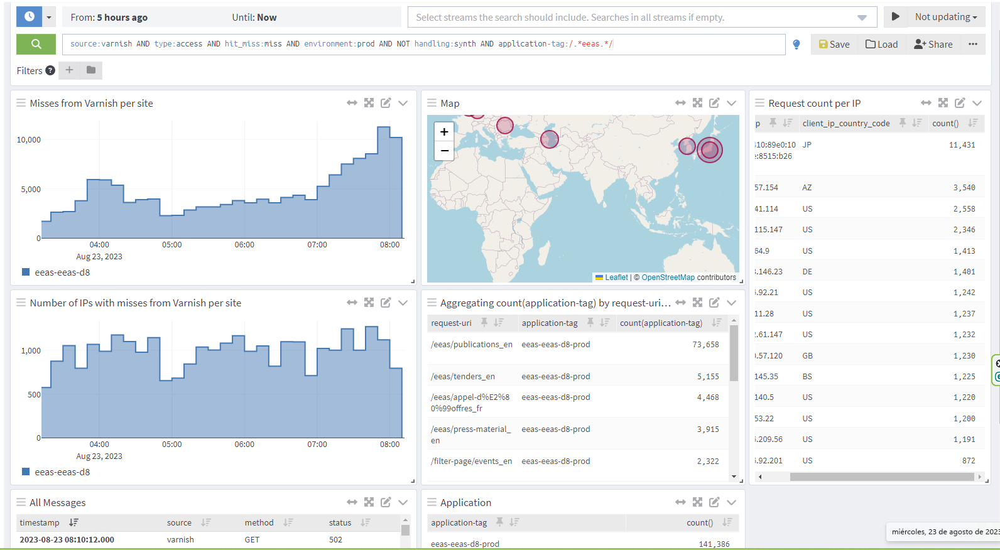 From: 5 hours ago
Until: Now
Select streams the search should include. Searches in all streams if empty.
Not updating
source:varnish AND type:access AND hit_miss:miss AND environment:prod AND NOT handling:synth AND application-tag:/.*eeas.*/
Save
Load
Share
Filters
Misses from Varnish per site
10,000
5,000
0
04:00
05:00
06:00
07:00
08:00
Aug 23, 2023
eeas-eeas-d8
Map
+
−
Leaflet | © OpenStreetMap contributors
Request count per IP
p client_ip_country_code count()
10:89e0:10 JP 11,431
:8515:b26
57.154 AZ 3,540
41.114 US 2,558
115.147 US 2,346
64.9 US 1,413
.146.23 DE 1,401
.92.21 US 1,242
11.28 US 1,237
.61.147 US 1,232
.57.120 GB 1,230
145.35 BS 1,225
140.5 US 1,220
53.22 US 1,200
.209.56 US 1,191
.92.201 US 872
Number of IPs with misses from Varnish per site
1,000
500
0
04:00
05:00
06:00
07:00
08:00
Aug 23, 2023
eeas-eeas-d8
Aggregating count(application-tag) by request-uri...
request-uri application-tag count(application-tag)
/eeas/publications_en eeas-eeas-d8-prod 73,658
/eeas/tenders_en eeas-eeas-d8-prod 5,155
/eeas/appel-d%E2%8 eeas-eeas-d8-prod 4,468
0%99offres_fr
/eeas/press-material_ eeas-eeas-d8-prod 3,915
en
/filter-page/events_en eeas-eeas-d8-prod 2,322
All Messages
timestamp source method status
2023-08-23 08:10:12.000 varnish GET 502
Application
application-tag count()
eeas-eeas-d8-prod 141,386
miércoles, 23 de agosto de 2023